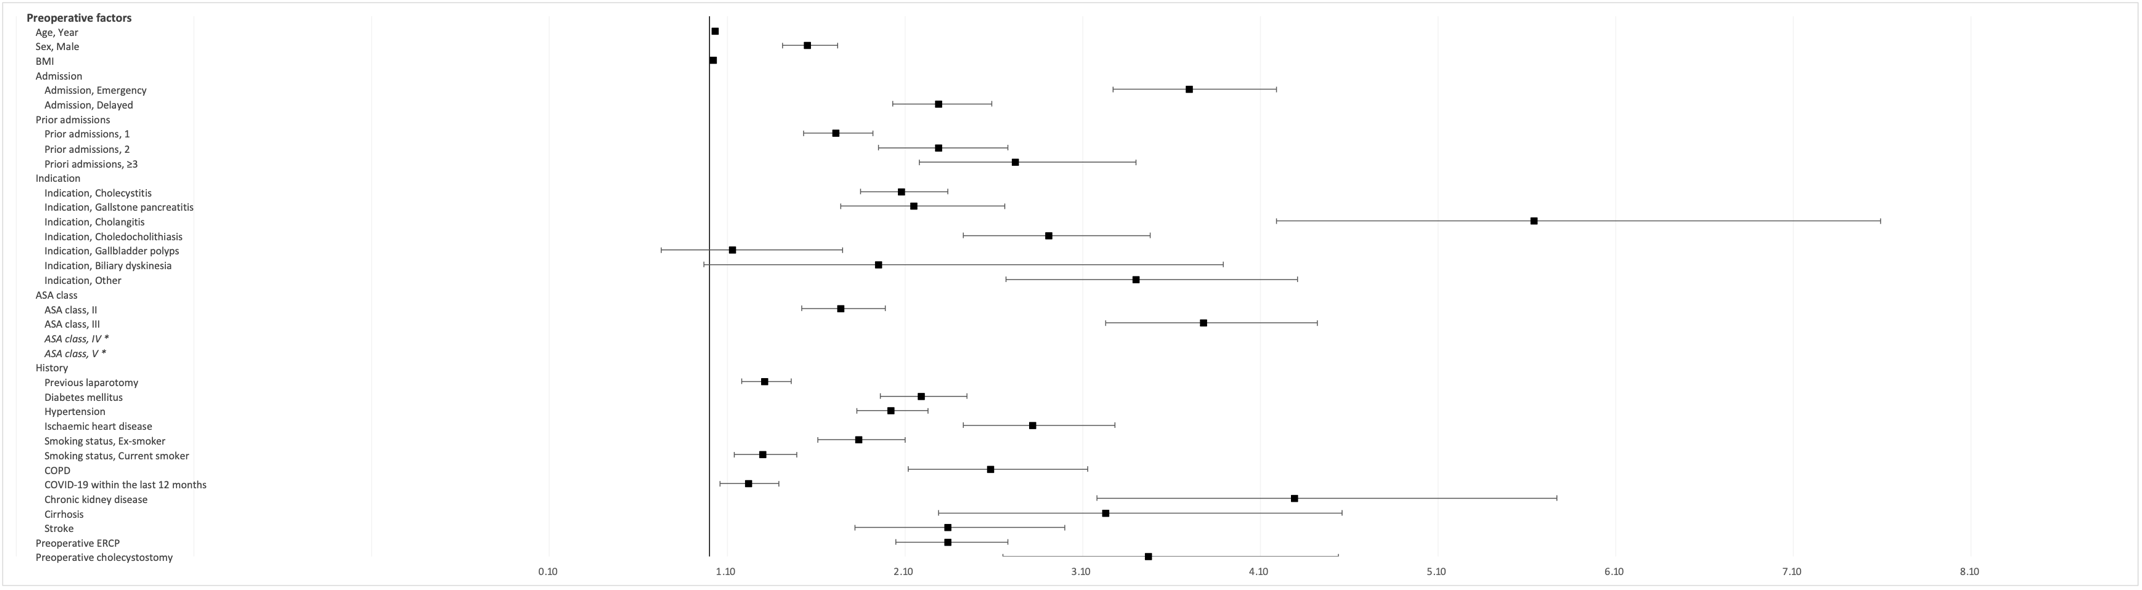 Preoperative factors
Age, Year
Sex, Male
BMI
Admission
Admission, Emergency
Admission, Delayed
Prior admissions
Prior admissions, 1
Prior admissions, 2
Priori admissions, ≥3
Indication
Indication, Cholecystitis
Indication, Gallstone pancreatitis
Indication, Cholangitis
Indication, Choledocholithiasis
Indication, Gallbladder polyps
Indication, Biliary dyskinesia
Indication, Other
ASA class
ASA class, II
ASA class, III
ASA class, IV *
ASA class, V *
History
Previous laparotomy
Diabetes mellitus
Hypertension
Ischaemic heart disease
Smoking status, Ex-smoker
Smoking status, Current smoker
COPD
COVID-19 within the last 12 months
Chronic kidney disease
Cirrhosis
Stroke
Preoperative ERCP
Preoperative cholecystostomy
0.10 1.10 2.10 3.10 4.10 5.10 6.10 7.10 8.10